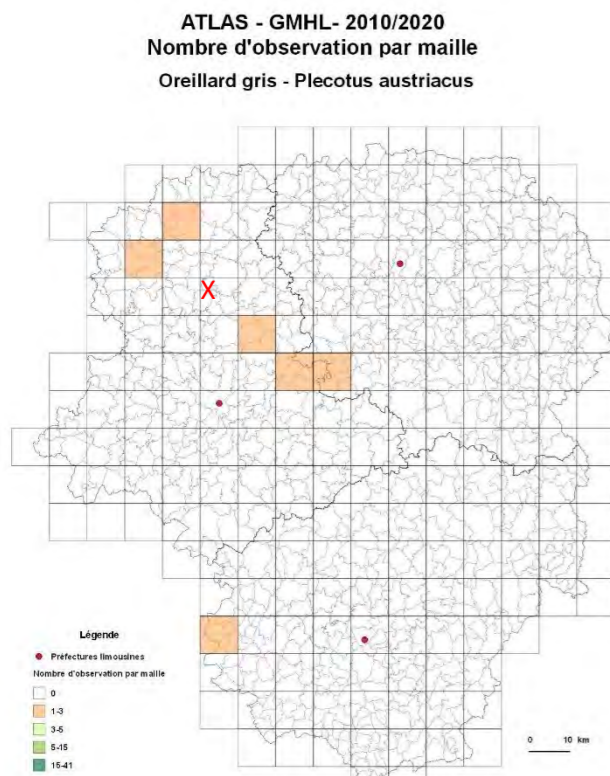 ATLAS - GMHL- 2010/2020
Nombre d'observation par maille
Oreillard gris - Plecotus austriacus
X
Légende
Préfectures limousines
Nombre d'observation par maille
0
1-3
3-5
5-15
15-41
0 10 km